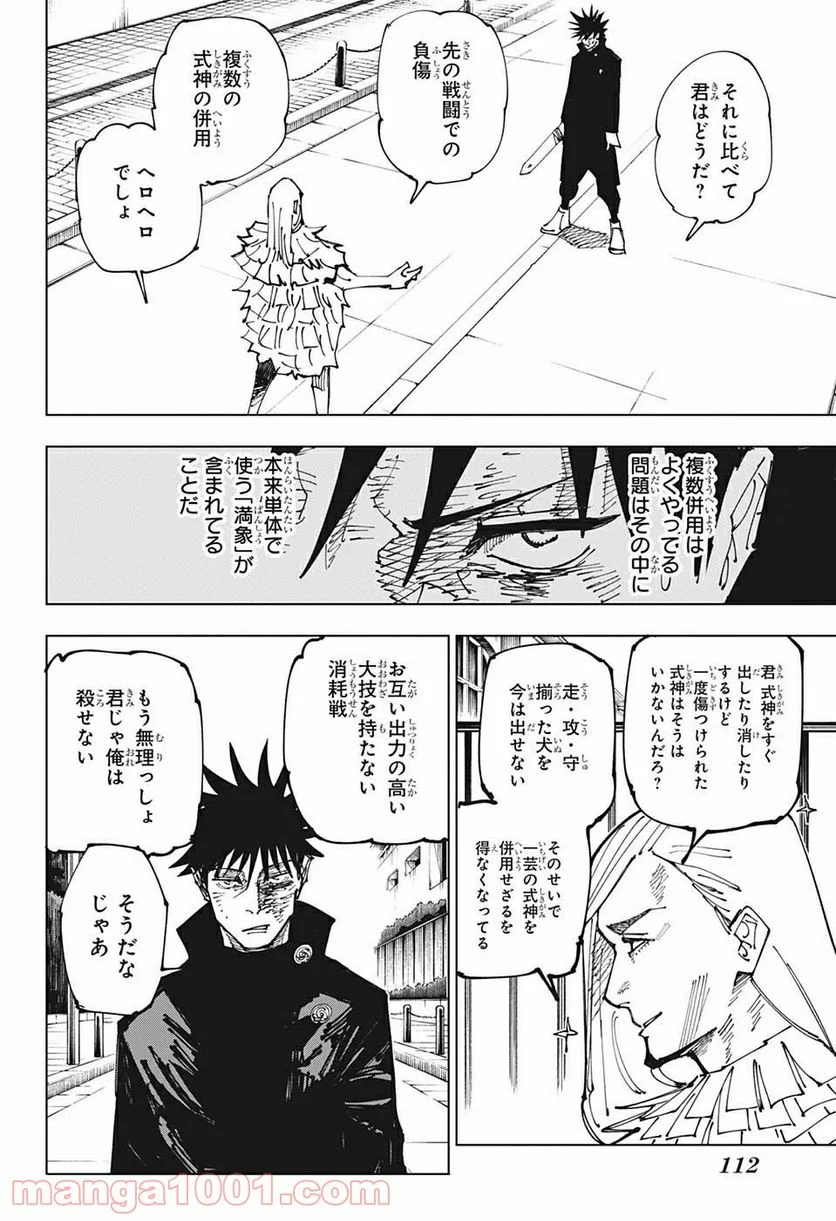 それに比べて
君はどうだ？
先の戦闘での
負傷
複数の
式神の併用
ヘロヘロ
でしょ
複数併用は
よくやってる
問題はその中に
本来単体で
使う「満象」が
含まれてる
ことだ
君 式神をすぐ
出したり消したり
するけど
一度傷つけられた
式神はそうは
いかないんだろ？
走・攻・守
揃った犬を
今は出せない
そのせいで
一芸の式神を
併用せざるを
得なくなってる
お互い出力の高い
大技を持たない
消耗戦
もう無理っしょ
君じゃ俺は
殺せない
そうだな
じゃあ
112
manga1001.com